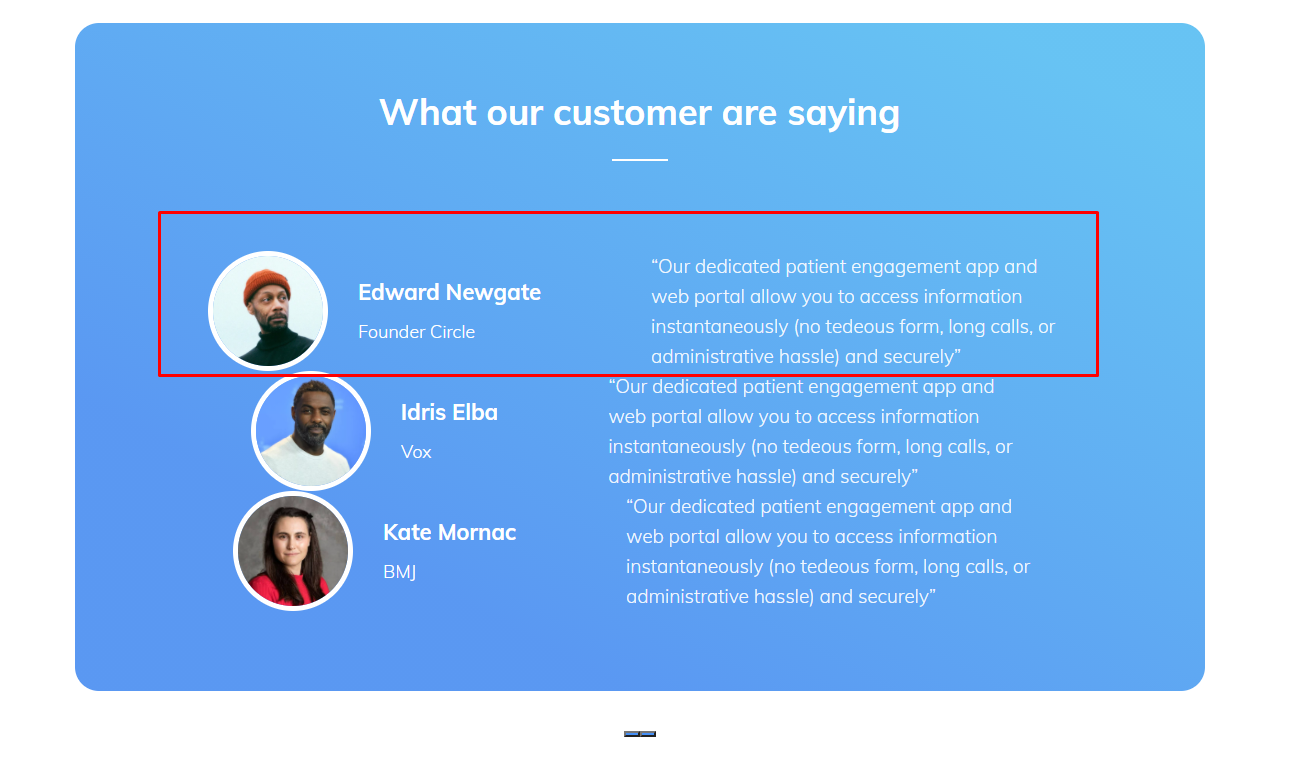 What our customer are saying
Edward Newgate
Founder Circle
“Our dedicated patient engagement app and
web portal allow you to access information
instantaneously (no tedeous form, long calls, or
administrative hassle) and securely”
Idris Elba
Vox
“Our dedicated patient engagement app and
web portal allow you to access information
instantaneously (no tedeous form, long calls, or
administrative hassle) and securely”
Kate Mornac
BMJ
“Our dedicated patient engagement app and
web portal allow you to access information
instantaneously (no tedeous form, long calls, or
administrative hassle) and securely”